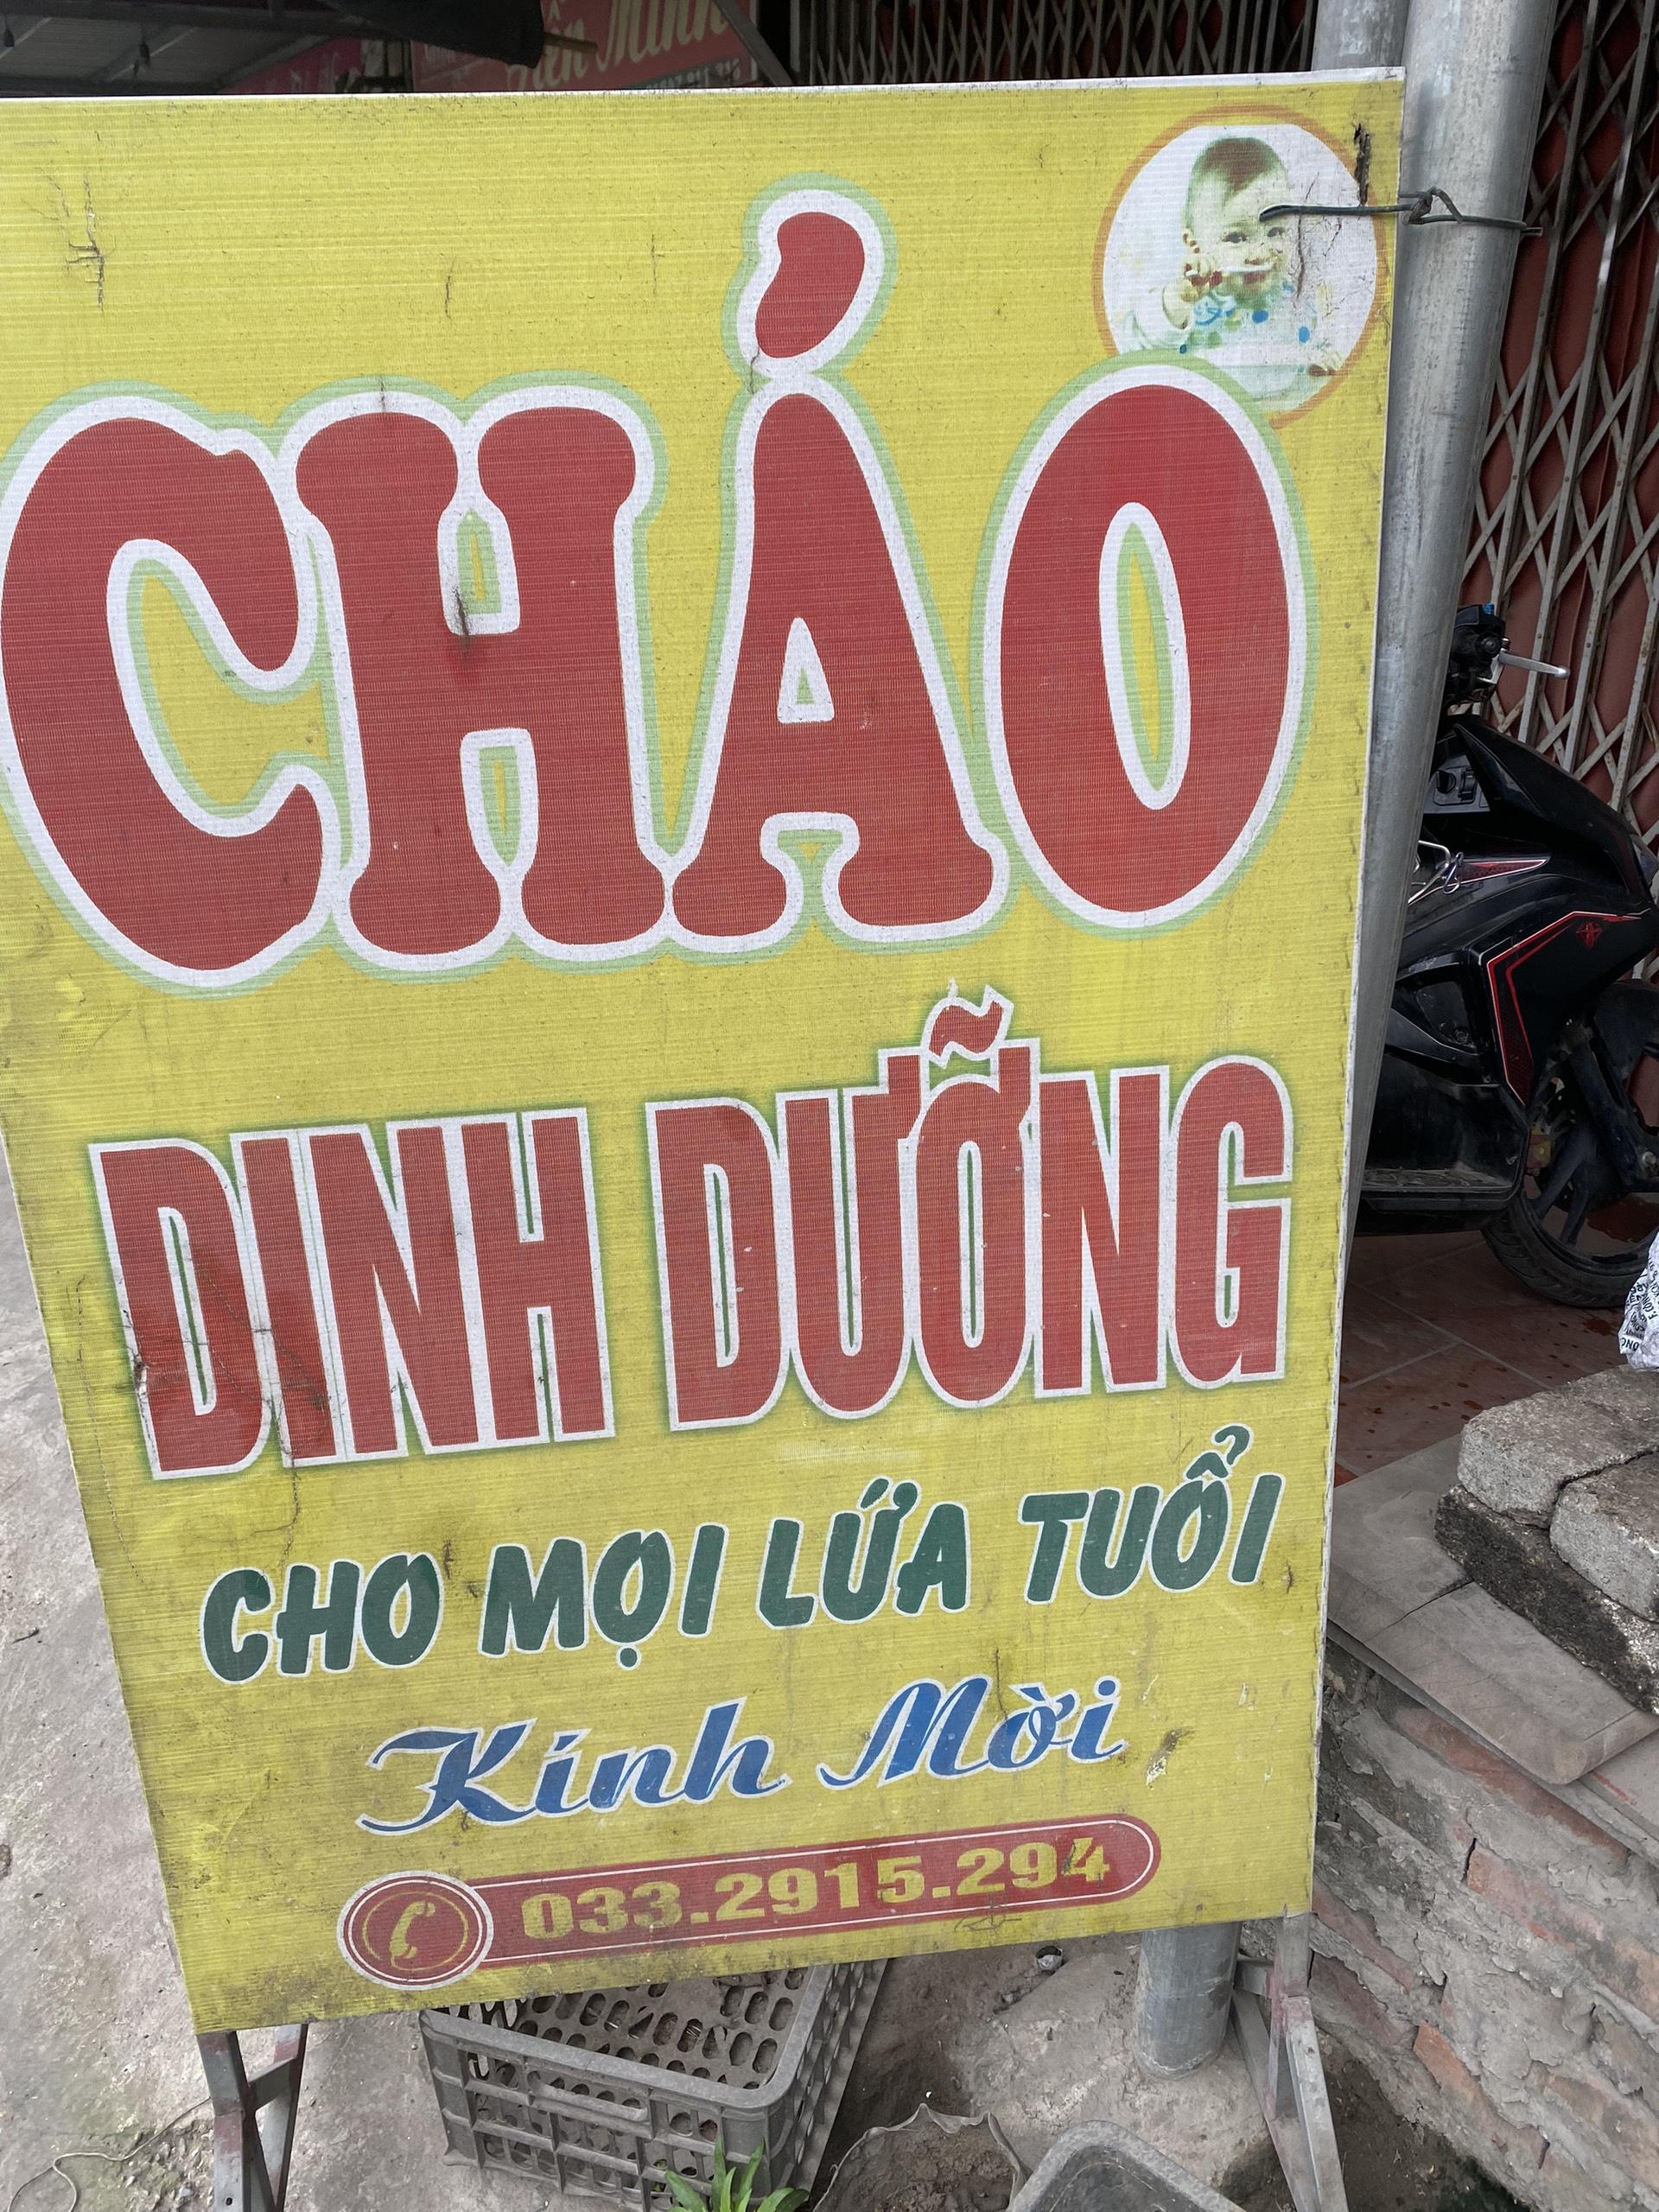 CHÁO
DINH DƯỠNG
CHO MỌI LỨA TUỔI
Kính Mời
033.2915.294